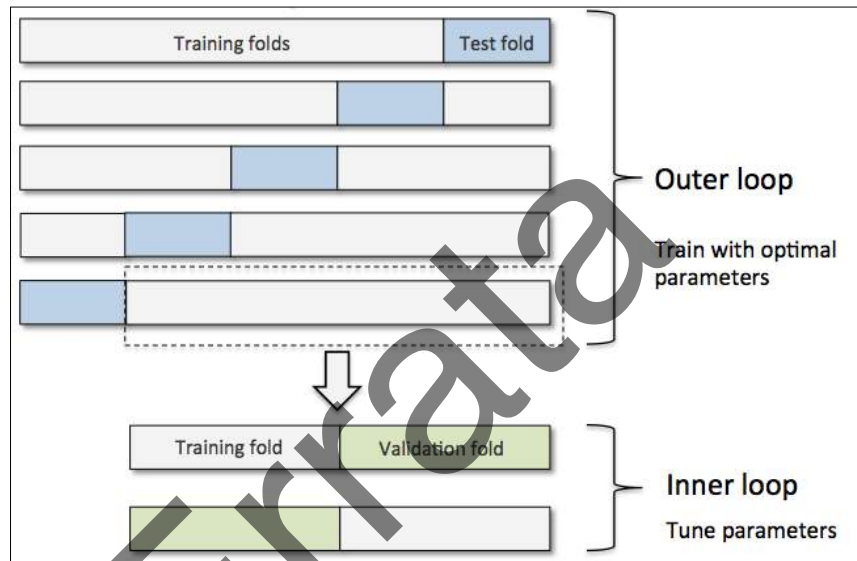 Training folds
Test fold
Outer loop
Train with optimal
parameters
Training fold
Validation fold
Inner loop
Tune parameters
Errata